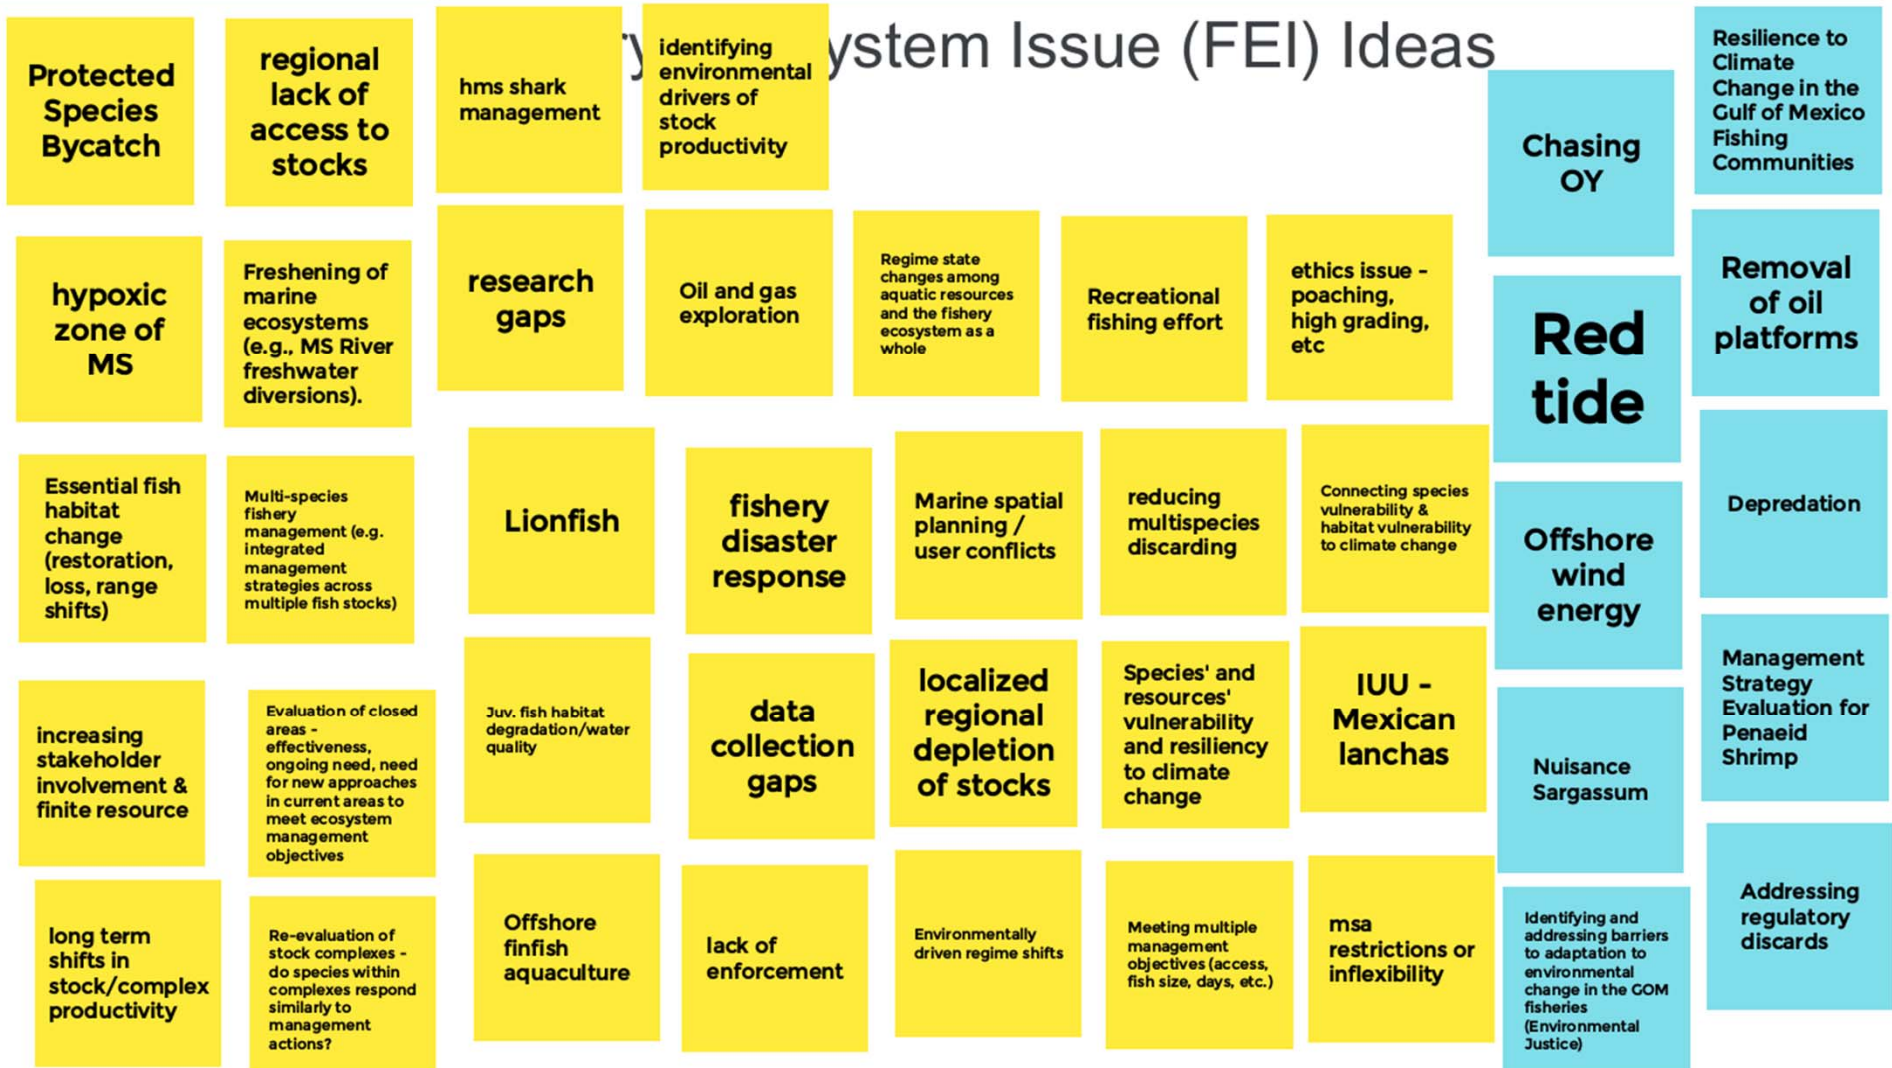 ry
ystem Issue (FEI) Ideas
Protected
Species
Bycatch
regional
lack of
access to
stocks
hms shark
management
identifying
environmental
drivers of
stock
productivity
Chasing
OY
Resilience to
Climate
Change in the
Gulf of Mexico
Fishing
Communities
hypoxic
zone of
MS
Freshening of
marine
ecosystems
(e.g., MS River
freshwater
diversions).
research
gaps
Oil and gas
exploration
Regime state
changes among
aquatic resources
and the fishery
ecosystem as a
whole
Recreational
fishing effort
ethics issue -
poaching,
high grading,
etc
Red
tide
Removal
of oil
platforms
Essential fish
habitat
change
(restoration,
loss, range
shifts)
Multi-species
fishery
management (e.g.
integrated
management
strategies across
multiple fish stocks)
Lionfish
fishery
disaster
response
Marine spatial
planning /
user conflicts
reducing
multispecies
discarding
Connecting species
vulnerability &
habitat vulnerability
to climate change
Offshore
wind
energy
Depredation
increasing
stakeholder
involvement &
finite resource
Evaluation of closed
areas -
effectiveness,
ongoing need, need
for new approaches
in current areas to
meet ecosystem
management
objectives
Juv. fish habitat
degradation/water
quality
data
collection
gaps
localized
regional
depletion
of stocks
Species' and
resources'
vulnerability
and resiliency
to climate
change
IUU -
Mexican
lanchas
Nuisance
Sargassum
Management
Strategy
Evaluation for
Penaeid
Shrimp
long term
shifts in
stock/complex
productivity
Re-evaluation of
stock complexes -
do species within
complexes respond
similarly to
management
actions?
Offshore
finfish
aquaculture
lack of
enforcement
Environmentally
driven regime shifts
Meeting multiple
management
objectives (access,
fish size, days, etc.)
msa
restrictions or
inflexibility
Identifying and
addressing barriers
to adaptation to
environmental
change in the GOM
fisheries
(Environmental
Justice)
Addressing
regulatory
discards